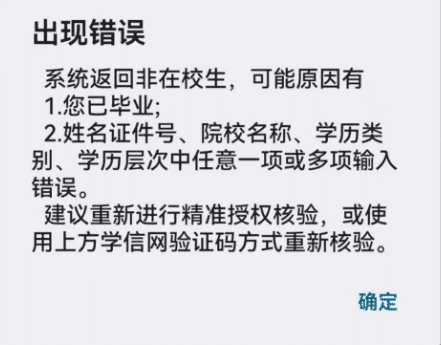 出现错误
系统返回非在校生，可能原因有
1.您已毕业;
2.姓名证件号、院校名称、学历类
别、学历层次中任意一项或多项输入
错误。
建议重新进行精准授权核验，或使
用上方学信网验证码方式重新核验。
确定